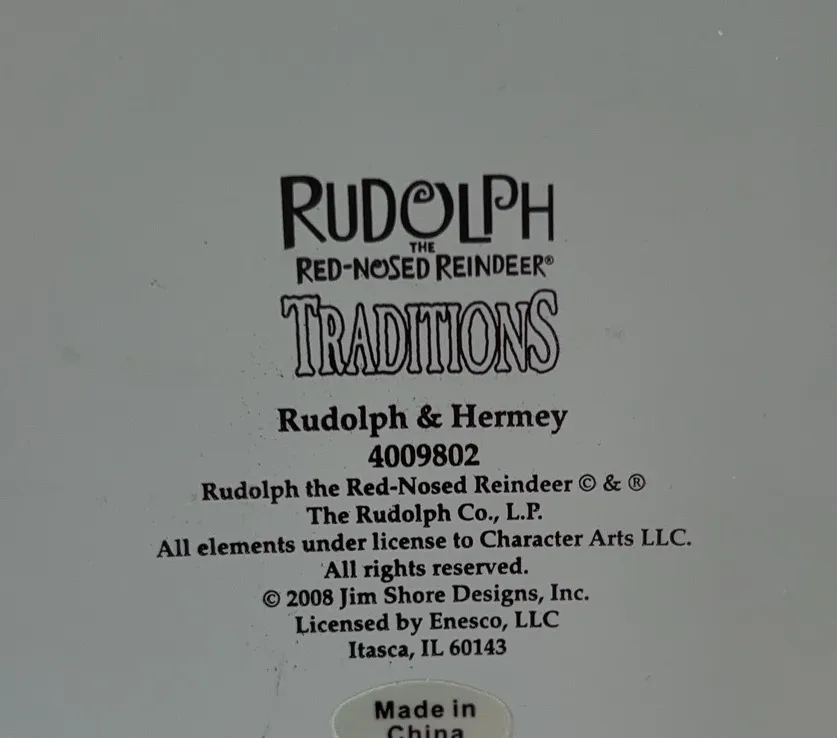 RUDOLPH
THE
RED-NOSED REINDEER®
TRADITIONS
Rudolph & Hermey
4009802
Rudolph the Red-Nosed Reindeer © & ®
The Rudolph Co., L.P.
All elements under license to Character Arts LLC.
All rights reserved.
© 2008 Jim Shore Designs, Inc.
Licensed by Enesco, LLC
Itasca, IL 60143
Made in
China